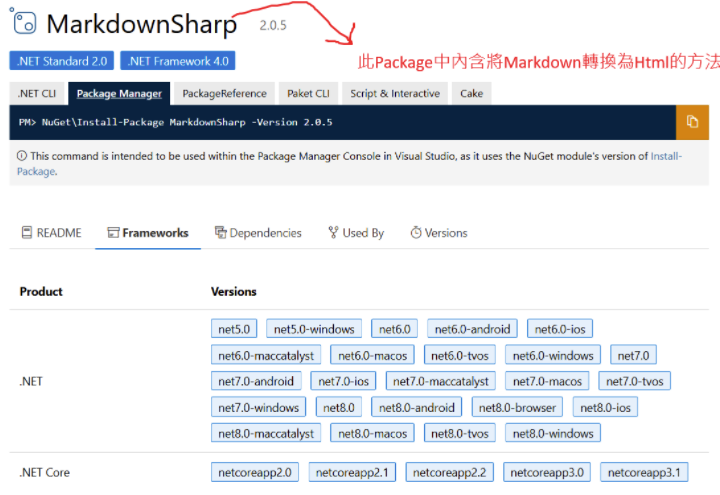 MarkdownSharp 2.0.5
.NET Standard 2.0 .NET Framework 4.0
此Package中內含將Markdown轉換為Html的方法
.NET CLI Package Manager PackageReference Paket CLI Script & Interactive Cake
PM> NuGet\Install-Package MarkdownSharp -Version 2.0.5
This command is intended to be used within the Package Manager Console in Visual Studio, as it uses the NuGet module's version of Install-
Package.
README Frameworks Dependencies Used By Versions
Product Versions
net5.0 net5.0-windows net6.0 net6.0-android net6.0-ios
net6.0-maccatalyst net6.0-macos net6.0-tvos net6.0-windows net7.0
.NET net7.0-android net7.0-ios net7.0-maccatalyst net7.0-macos net7.0-tvos
net7.0-windows net8.0 net8.0-android net8.0-browser net8.0-ios
net8.0-maccatalyst net8.0-macos net8.0-tvos net8.0-windows
.NET Core netcoreapp2.0 netcoreapp2.1 netcoreapp2.2 netcoreapp3.0 netcoreapp3.1